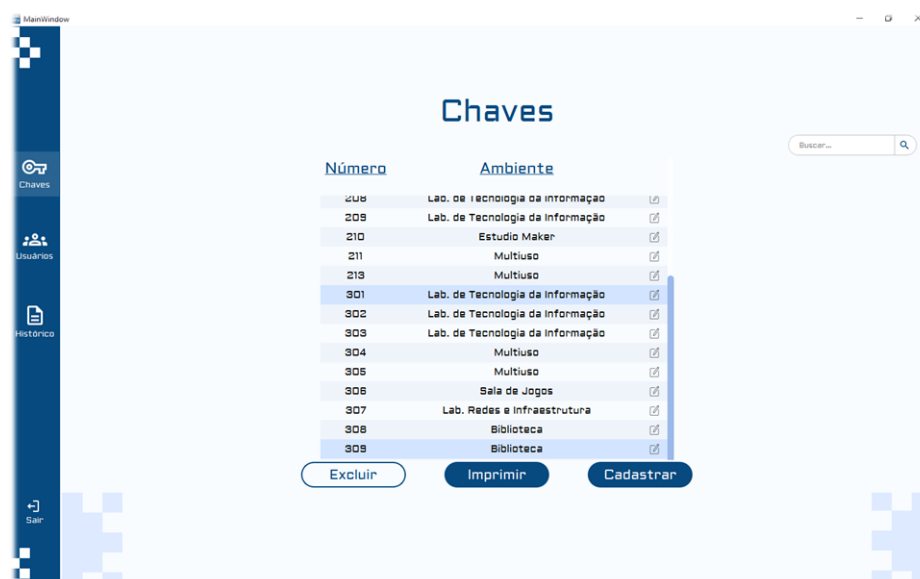 MainWindow
Chaves
Buscar...
Número Ambiente
Chaves
208 Lab. de Tecnologia da Informação
209 Lab. de Tecnologia da Informação
210 Estudio Maker
211 Multiuso
213 Multiuso
301 Lab. de Tecnologia da Informação
302 Lab. de Tecnologia da Informação
303 Lab. de Tecnologia da Informação
304 Multiuso
305 Multiuso
306 Sala de Jogos
307 Lab. Redes e Infraestrutura
308 Biblioteca
309 Biblioteca
Usuários
Histórico
Excluir Imprimir Cadastrar
Sair